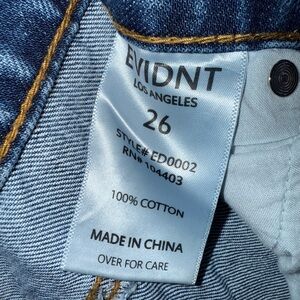 EVIDNT
LOS ANGELES
26
STYLE# ED0002
RN# 104403
100% COTTON
MADE IN CHINA
OVER FOR CARE